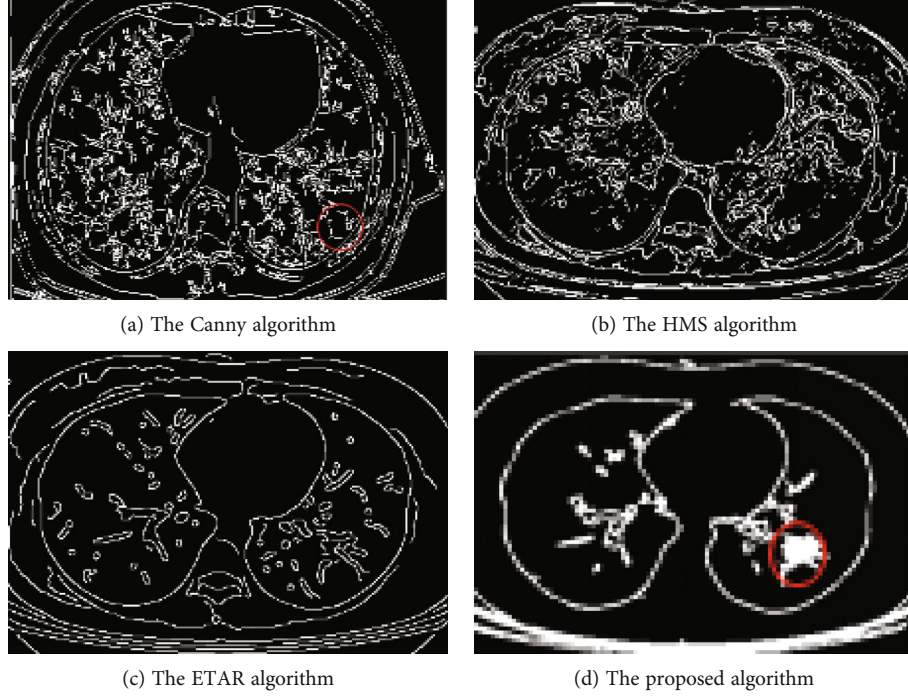 (a) The Canny algorithm
(b) The HMS algorithm
(c) The ETAR algorithm
(d) The proposed algorithm